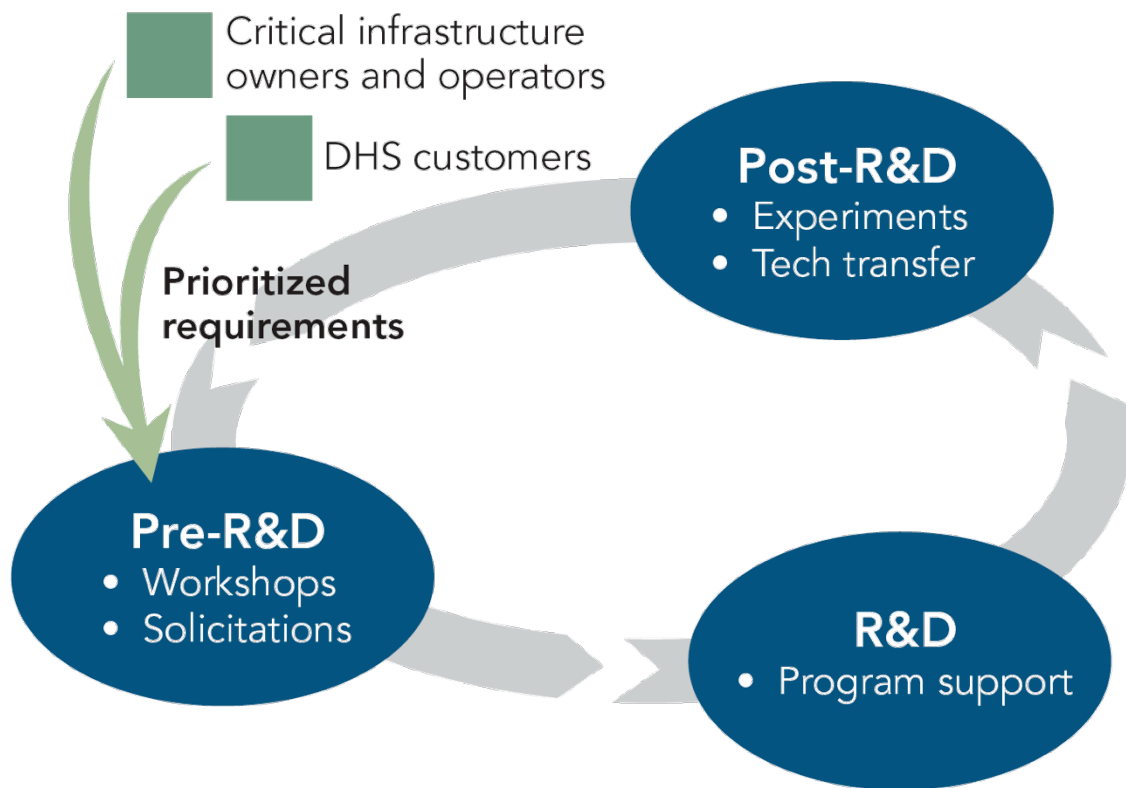 Critical infrastructure
owners and operators
DHS customers
Prioritized
requirements
Post-R&D
• Experiments
• Tech transfer
Pre-R&D
• Workshops
• Solicitations
R&D
• Program support